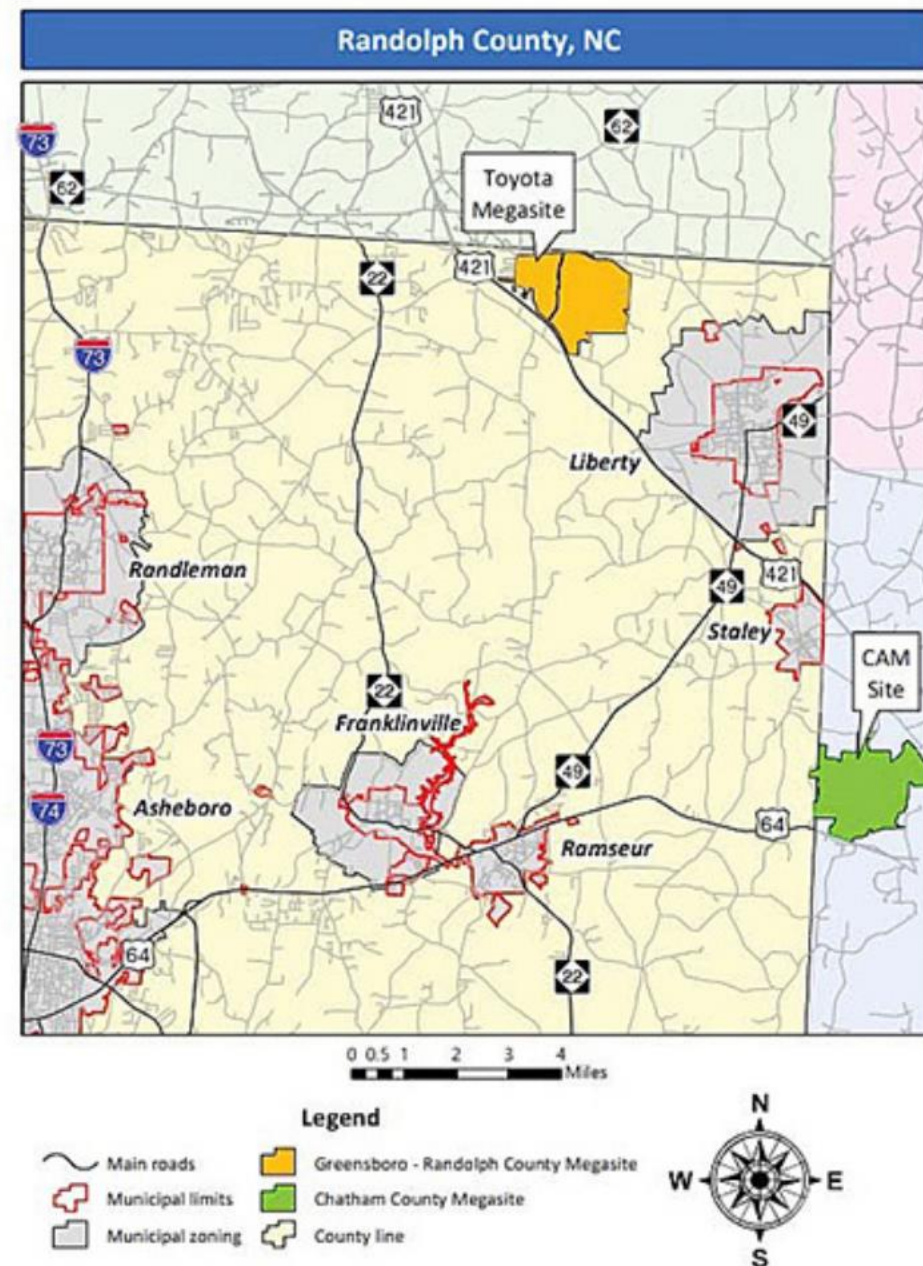 Randolph County, NC
421
73
62
62
Toyota
Megasite
421
22
73
49
Liberty
Randleman
421
49
Staley
CAM
Site
22
Franklinville
73
49
Asheboro
74
64
Ramseur
64
22
0 0.5 1 2 3 4
Miles
Legend
Main roads
Greensboro - Randolph County Megasite
Municipal limits
Chatham County Megasite
Municipal zoning
County line
N
W E
S